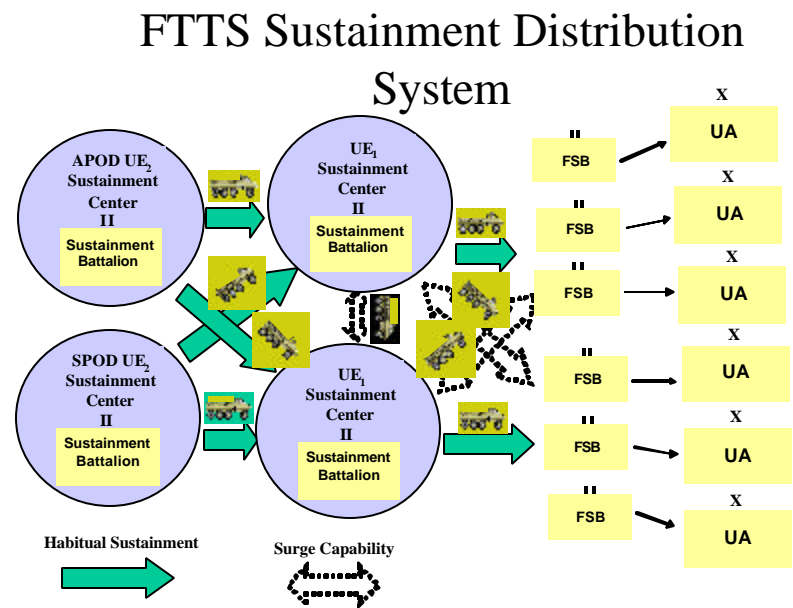 FTTS Sustainment Distribution
System
APOD UE2
Sustainment
Center
II
Sustainment
Battalion
UE1
Sustainment
Center
II
Sustainment
Battalion
SPOD UE2
Sustainment
Center
II
Sustainment
Battalion
UE1
Sustainment
Center
II
Sustainment
Battalion
II
FSB
X
UA
II
FSB
X
UA
II
FSB
X
UA
II
FSB
X
UA
II
FSB
X
UA
II
FSB
X
UA
Habitual Sustainment
Surge Capability